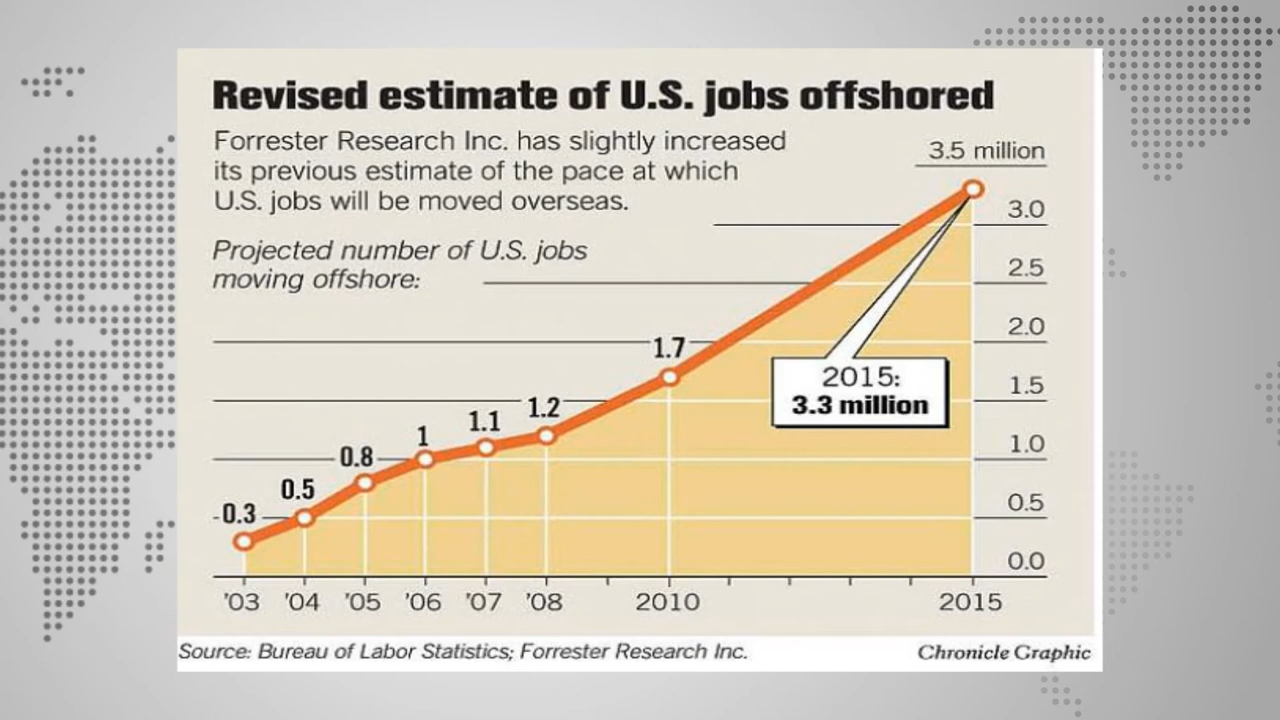 Revised estimate of U.S. jobs offshored
Forrester Research Inc. has slightly increased
its previous estimate of the pace at which
U.S. jobs will be moved overseas.
Projected number of U.S. jobs
moving offshore:
3.5 million
3.0
2.5
2.0
1.5
1.0
0.5
0.0
0.3
0.5
0.8
1
1.1
1.2
1.7
2015:
3.3 million
'03 '04 '05 '06 '07 '08 2010 2015
Source: Bureau of Labor Statistics; Forrester Research Inc.
Chronicle Graphic